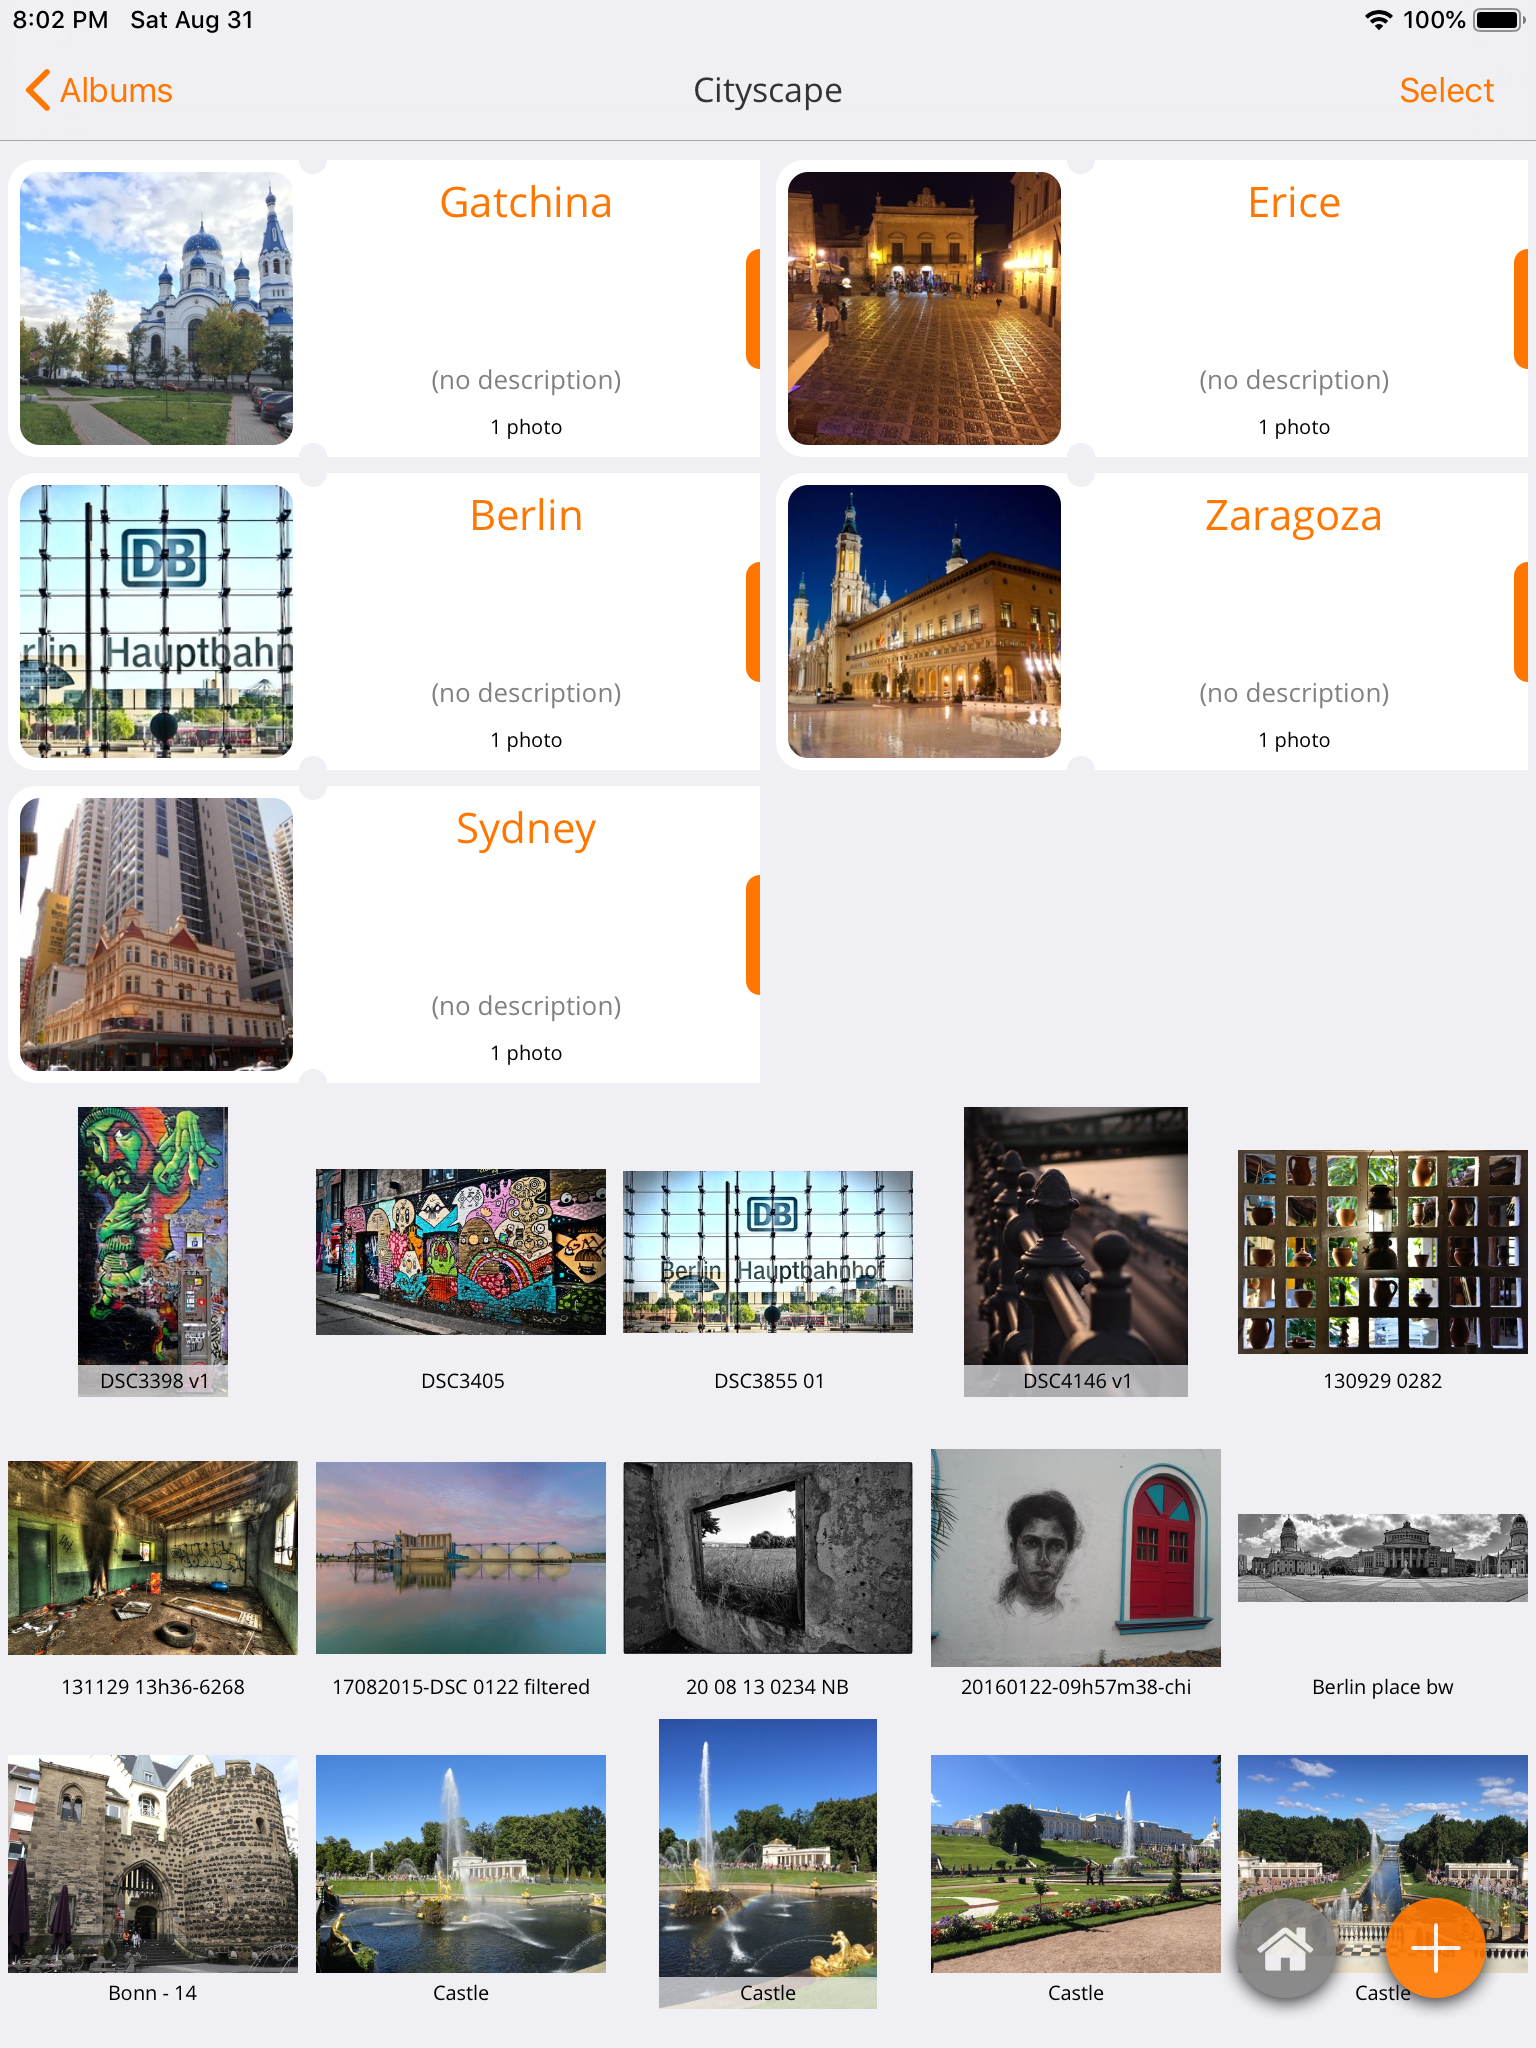 8:02 PM Sat Aug 31 100%
Albums Cityscape Select
Gatchina
(no description)
1 photo
Erice
(no description)
1 photo
DB
rlin Hauptbahn
Berlin
(no description)
1 photo
Zaragoza
(no description)
1 photo
Sydney
(no description)
1 photo
DB
Berlin Hauptbahnhof
DSC3398 v1
DSC3405
DSC3855 01
DSC4146 v1
130929 0282
131129 13h36-6268
17082015-DSC 0122 filtered
20 08 13 0234 NB
20160122-09h57m38-chi
Berlin place bw
Bonn - 14
Castle
Castle
Castle
Castle